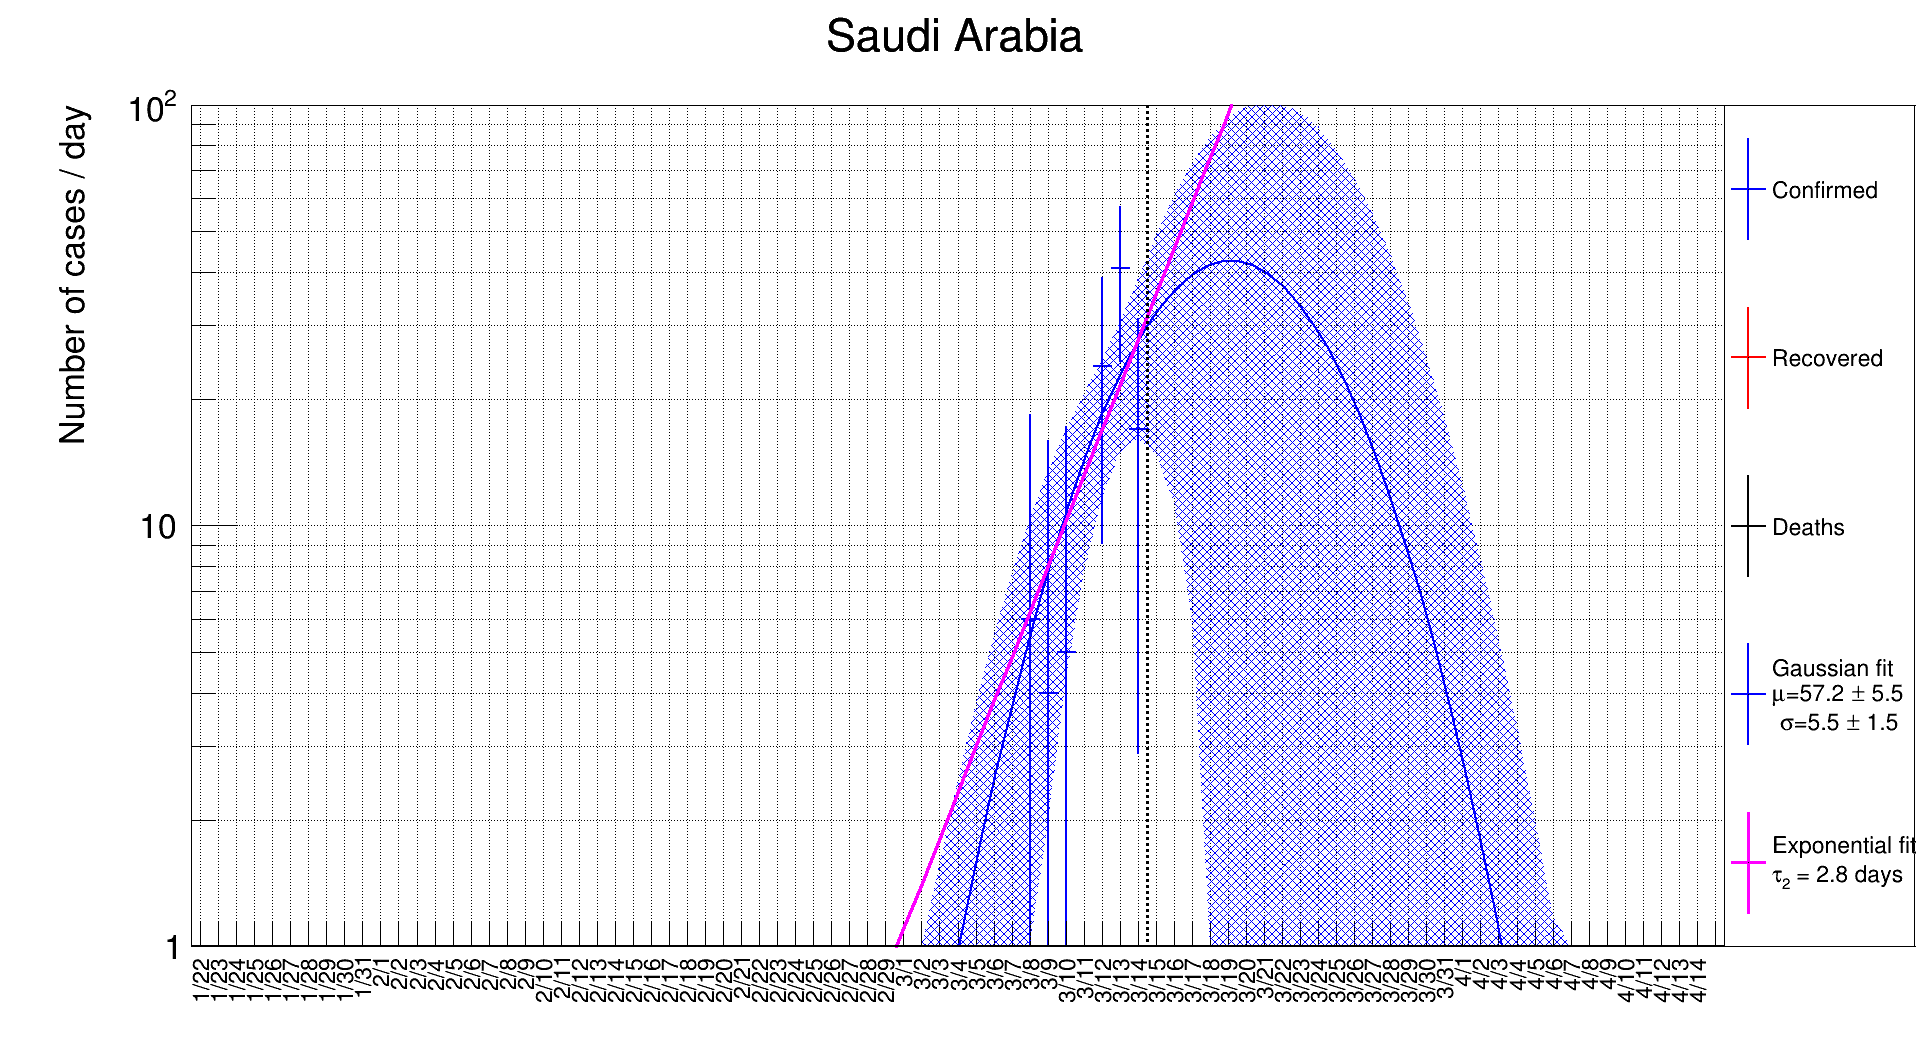 Saudi Arabia
Number of cases / day
10²
10
1
1/22 1/23 1/24 1/25 1/26 1/27 1/28 1/29 1/30 1/31 2/1 2/2 2/3 2/4 2/5 2/6 2/7 2/8 2/9 2/10 2/11 2/12 2/13 2/14 2/15 2/16 2/17 2/18 2/19 2/20 2/21 2/22 2/23 2/24 2/25 2/26 2/27 2/28 2/29 3/1 3/2 3/3 3/4 3/5 3/6 3/7 3/8 3/9 3/10 3/11 3/12 3/13 3/14 3/15 3/16 3/17 3/18 3/19 3/20 3/21 3/22 3/23 3/24 3/25 3/26 3/27 3/28 3/29 3/30 3/31 4/1 4/2 4/3 4/4 4/5 4/6 4/7 4/8 4/9 4/10 4/11 4/12 4/13 4/14
Confirmed
Recovered
Deaths
Gaussian fit
μ=57.2 ± 5.5
σ=5.5 ± 1.5
Exponential fit
τ₂ = 2.8 days